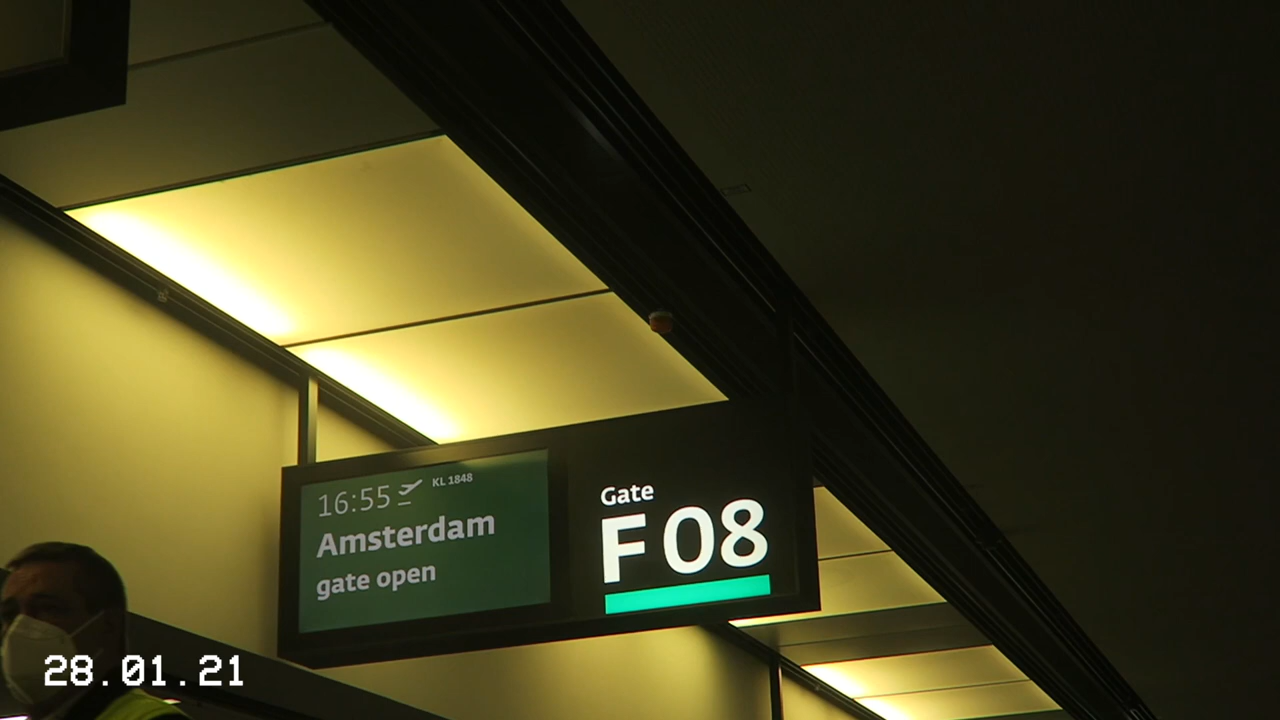 16:55 KL 1848
Amsterdam
gate open
Gate
F 08
28.01.21